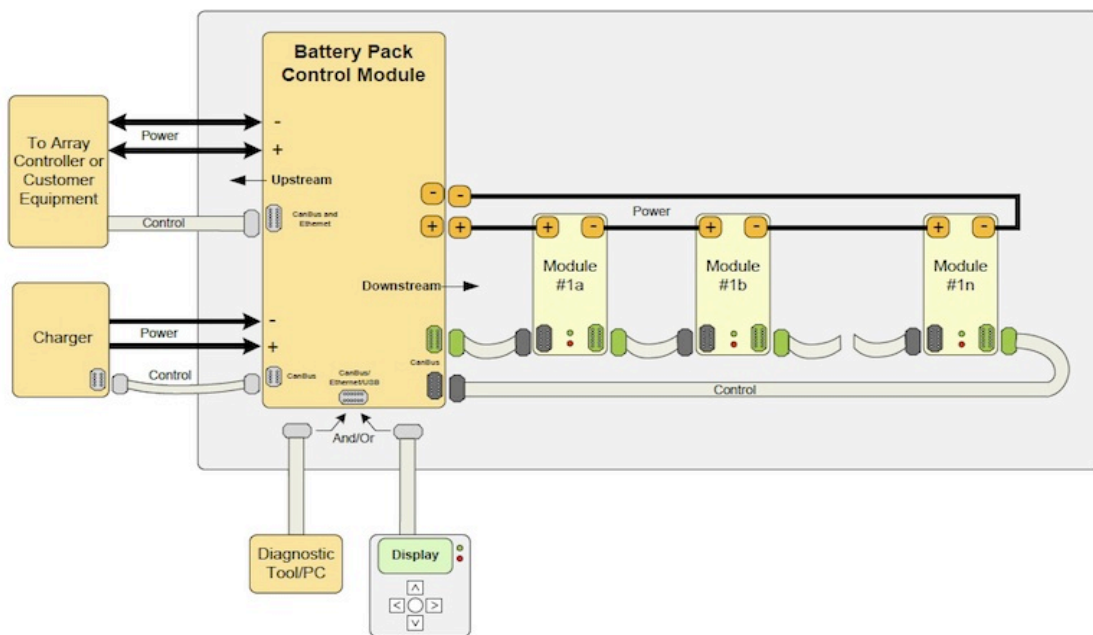 Battery Pack
Control Module
To Array
Controller or
Customer
Equipment
Power
-
+
Upstream
Control
CanBus and
Ethernet
-
-
+
+
Power
+
-
+
-
+
-
Module
#1a
Module
#1b
Module
#1n
Downstream
Charger
Power
-
+
Control
CanBus
CanBus/
Ethernet/USB
CanBus
Control
And/Or
Diagnostic
Tool/PC
Display